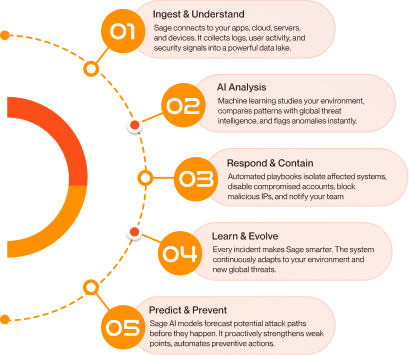 01
Ingest & Understand
Sage connects to your apps, cloud, servers,
and devices. It collects logs, user activity, and
security signals into a powerful data lake.
02
AI Analysis
Machine learning studies your environment,
compares patterns with global threat
intelligence, and flags anomalies instantly.
03
Respond & Contain
Automated playbooks isolate affected systems,
disable compromised accounts, block
malicious IPs, and notify your team
04
Learn & Evolve
Every incident makes Sage smarter. The system
continuously adapts to your environment and
new global threats.
05
Predict & Prevent
Sage AI models forecast potential attack paths
before they happen. It proactively strengthens weak
points, automates preventive actions.